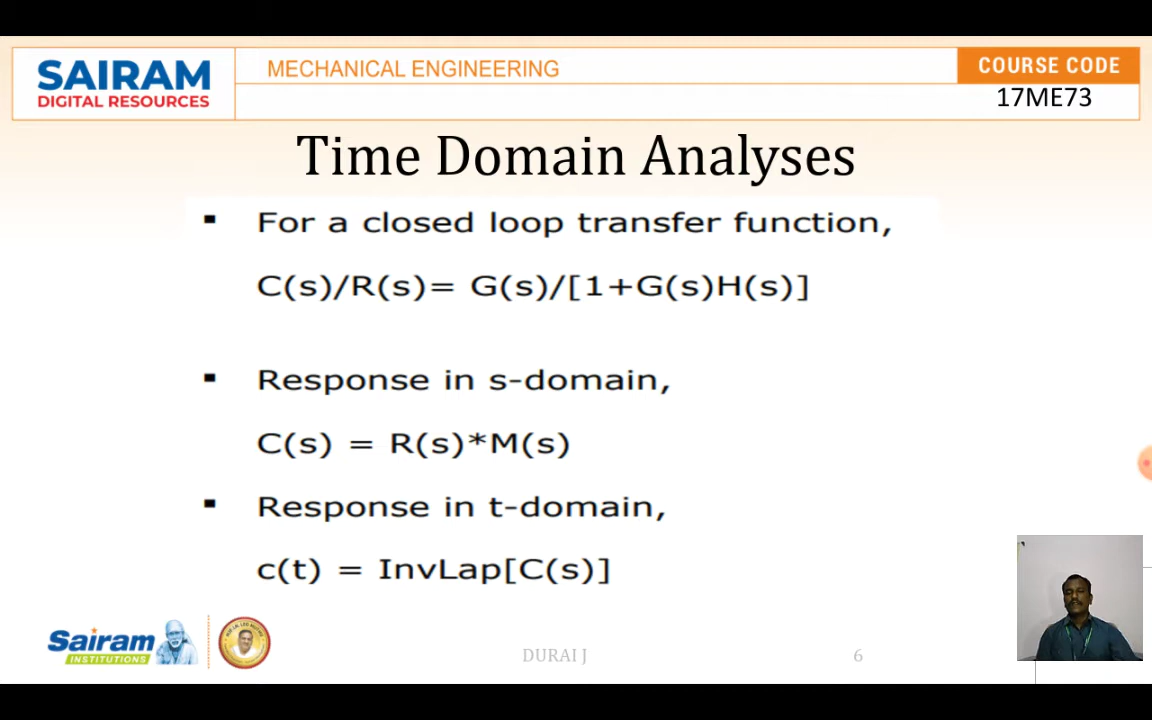 SAIRAM
DIGITAL RESOURCES
MECHANICAL ENGINEERING
COURSE CODE
17ME73
Time Domain Analyses
▪ For a closed loop transfer function,
C(s)/R(s)= G(s)/[1+G(s)H(s)]
▪ Response in s-domain,
C(s) = R(s)*M(s)
▪ Response in t-domain,
c(t) = InvLap[C(s)]
Sairam
INSTITUTIONS
DURAI J
6